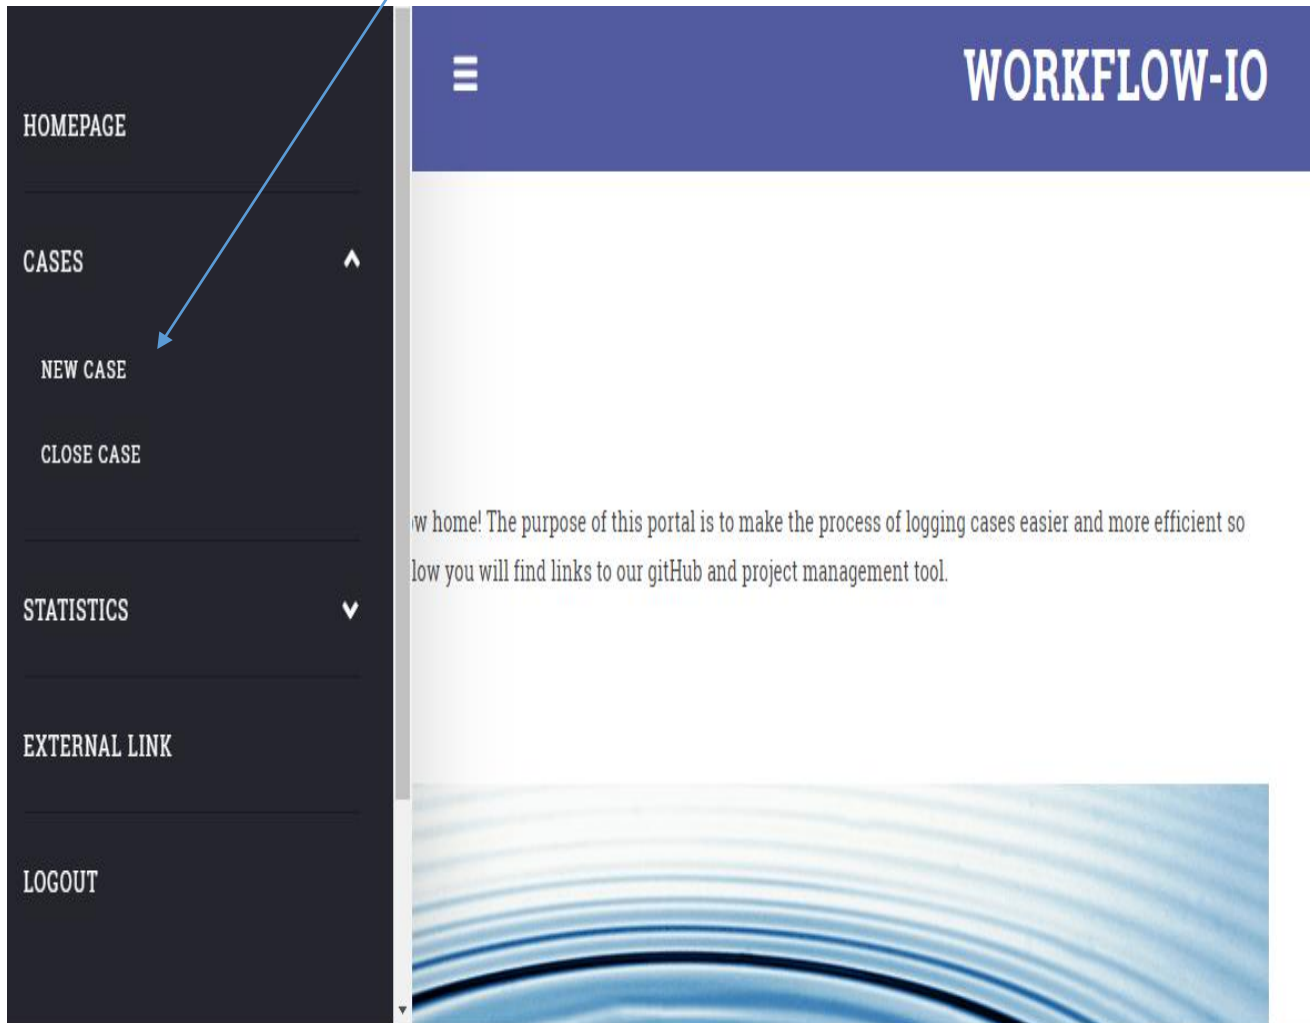 WORKFLOW-IO
HOMEPAGE
CASES
NEW CASE
CLOSE CASE
STATISTICS
EXTERNAL LINK
LOGOUT
home! The purpose of this portal is to make the process of logging cases easier and more efficient so
you will find links to our gitHub and project management tool.